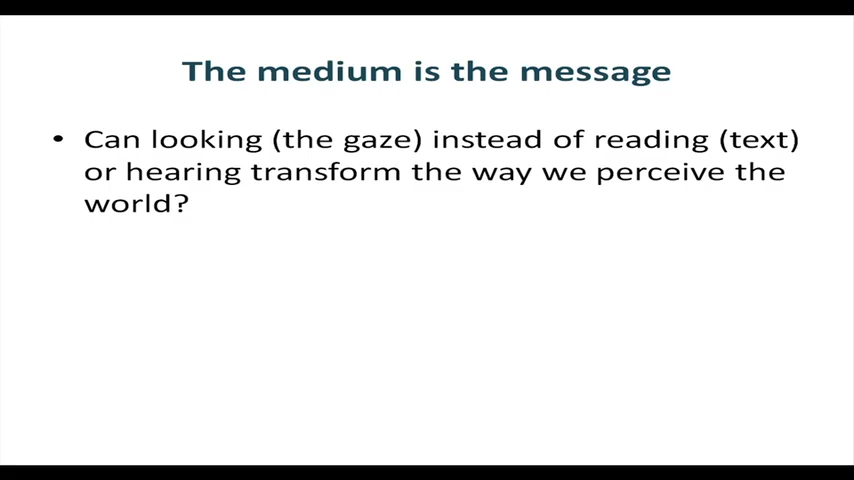 The medium is the message
• Can looking (the gaze) instead of reading (text)
or hearing transform the way we perceive the
world?